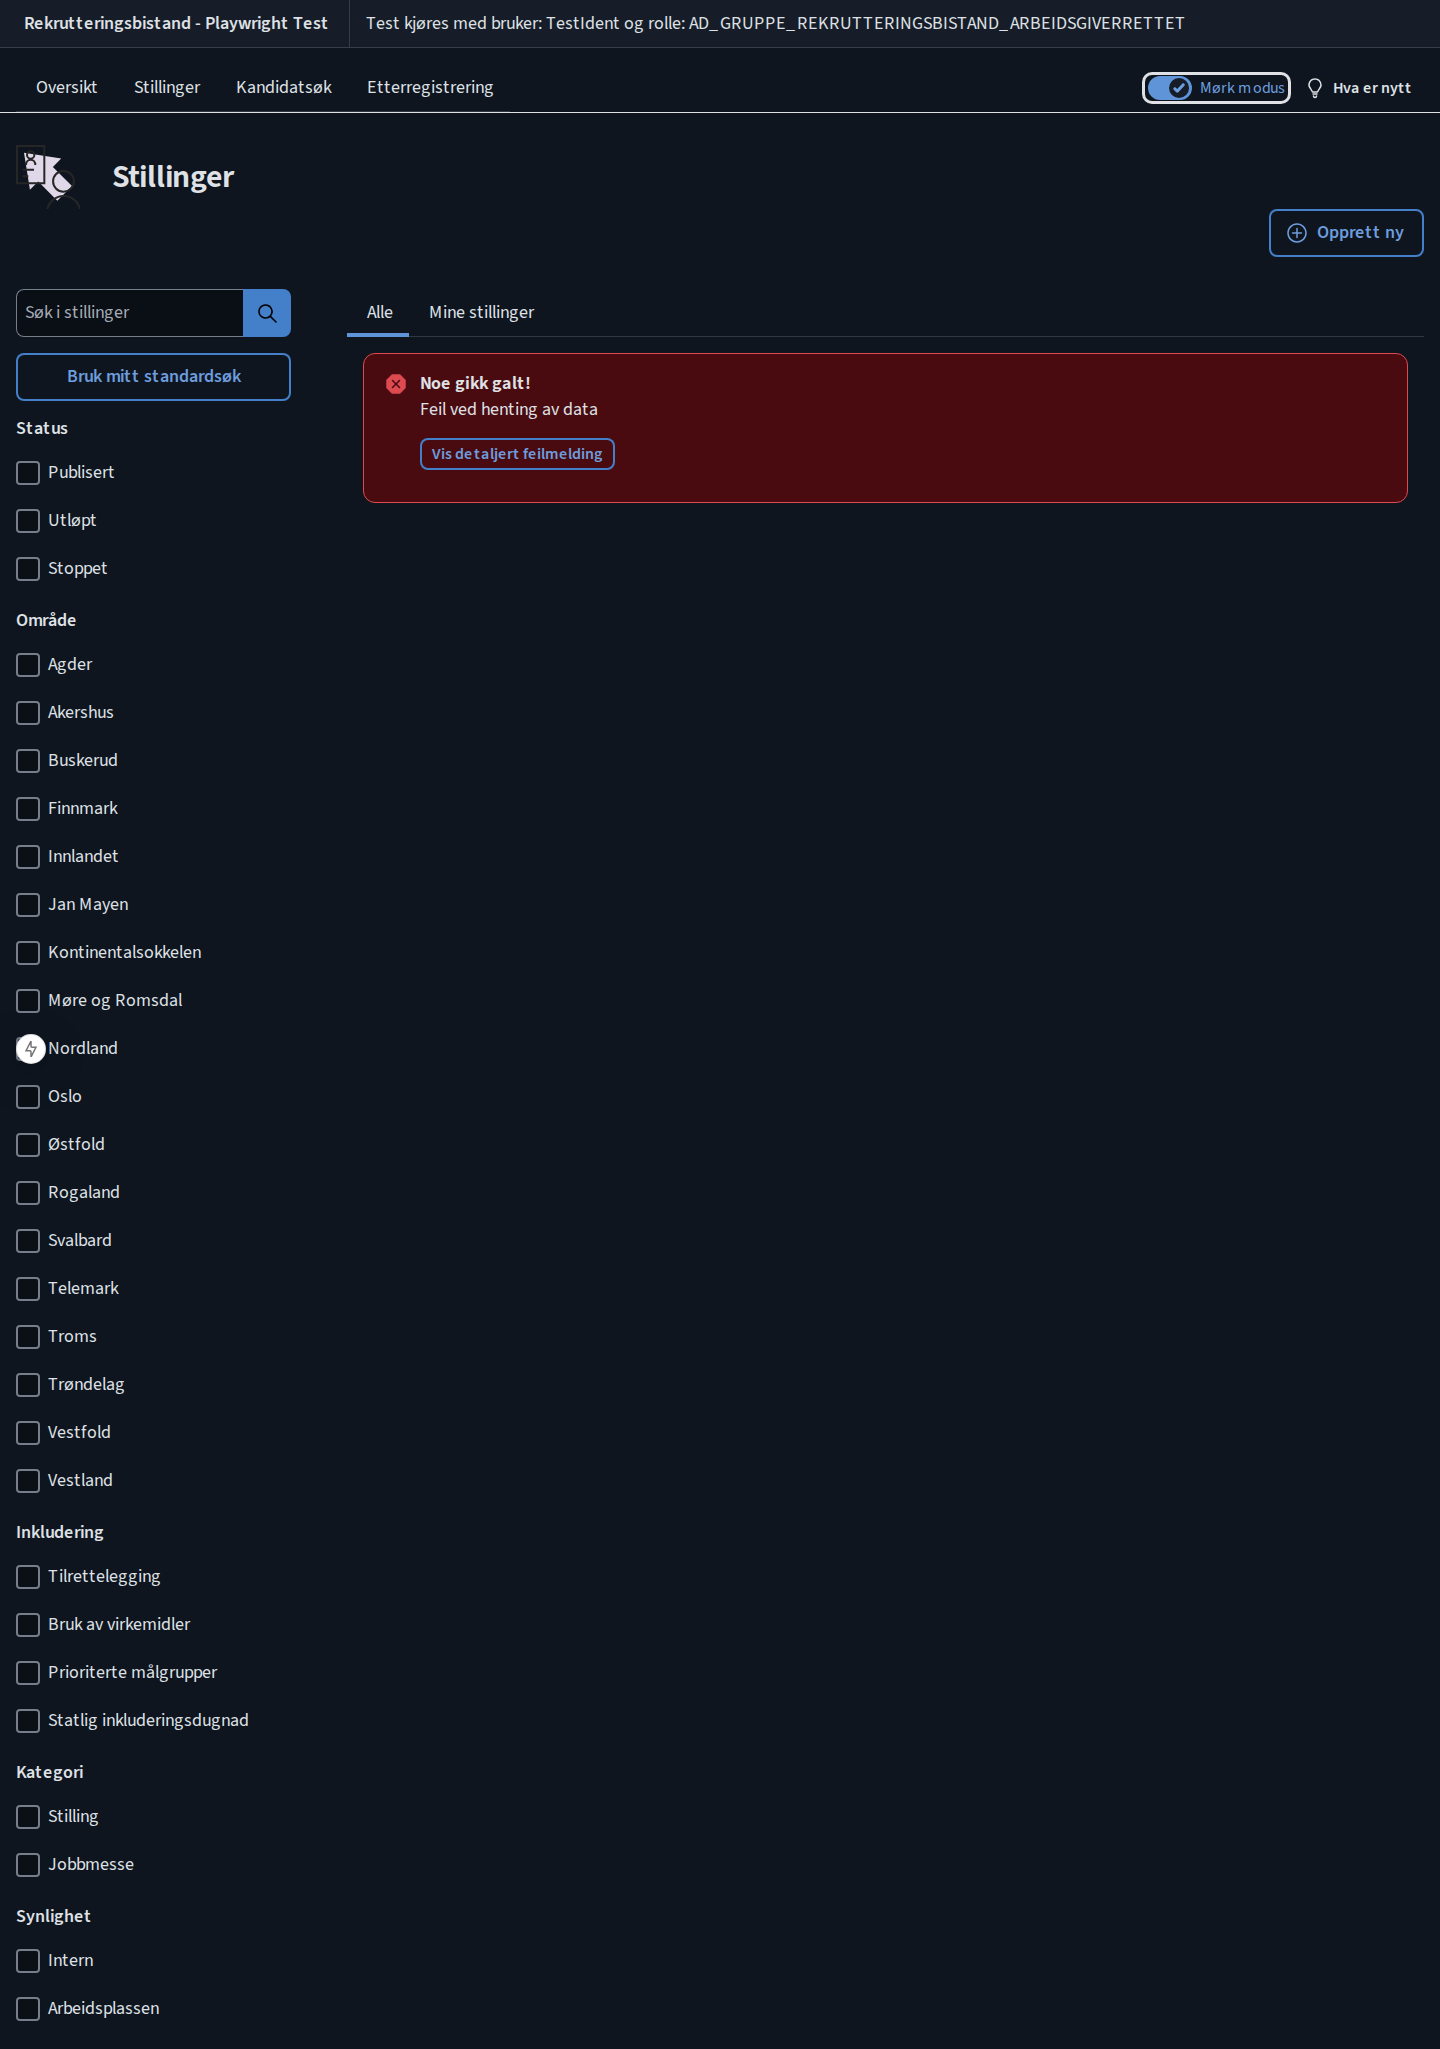 Rekrutteringsbistand - Playwright Test
Test kjøres med bruker: TestIdent og rolle: AD_GRUPPE_REKRUTTERINGSBISTAND_ARBEIDSGIVERRETTET
Oversikt
Stillinger
Kandidatsøk
Etterregistrering
Mørk modus
Hva er nytt
Stillinger
Opprett ny
Søk i stillinger
Bruk mitt standardsøk
Status
Publisert
Utløpt
Stoppet
Område
Agder
Akershus
Buskerud
Finnmark
Innlandet
Jan Mayen
Kontinentalsokkelen
Møre og Romsdal
Nordland
Oslo
Østfold
Rogaland
Svalbard
Telemark
Troms
Trøndelag
Vestfold
Vestland
Inkludering
Tilrettelegging
Bruk av virkemidler
Prioriterte målgrupper
Statlig inkluderingsdugnad
Kategori
Stilling
Jobbmesse
Synlighet
Intern
Arbeidsplassen
Alle
Mine stillinger
Noe gikk galt!
Feil ved henting av data
Vis detaljert feilmelding